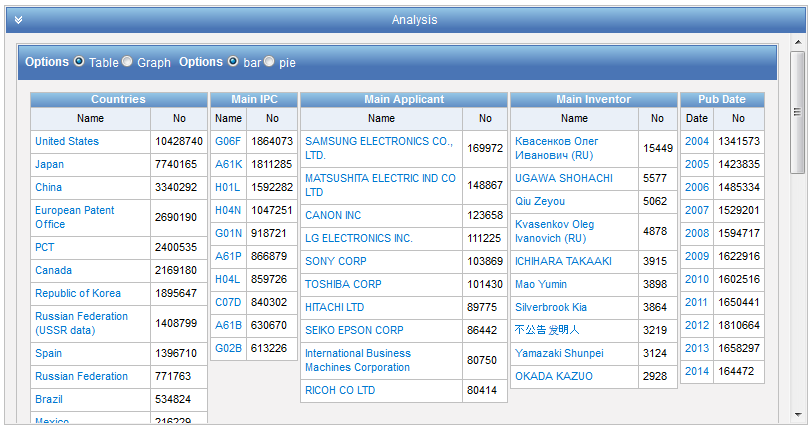 Analysis
Options Table Graph Options bar pie
Countries
Name No
United States 10428740
Japan 7740165
China 3340292
European Patent
Office 2690190
PCT 2400535
Canada 2169180
Republic of Korea 1895647
Russian Federation
(USSR data) 1408799
Spain 1396710
Russian Federation 771763
Brazil 534824
Mexico 216229
Main IPC
Name No
G06F 1864073
A61K 1811285
H01L 1592282
H04N 1047251
G01N 918721
A61P 866879
H04L 859726
C07D 840302
A61B 630670
G02B 613226
Main Applicant
Name No
SAMSUNG ELECTRONICS CO.,
LTD. 169972
MATSUSHITA ELECTRIC IND CO
LTD 148867
CANON INC 123658
LG ELECTRONICS INC. 111225
SONY CORP 103869
TOSHIBA CORP 101430
HITACHI LTD 89775
SEIKO EPSON CORP 86442
International Business
Machines Corporation 80750
RICOH CO LTD 80414
Main Inventor
Name No
Квасенков Олег
Иванович (RU) 15449
UGAWA SHOHACHI 5577
Qiu Zeyou 5062
Kvasenkov Oleg
Ivanovich (RU) 4878
ICHIHARA TAKAAKI 3915
Mao Yumin 3898
Silverbrook Kia 3864
不公告发明人 3219
Yamazaki Shunpei 3124
OKADA KAZUO 2928
Pub Date
Date No
2004 1341573
2005 1423835
2006 1485334
2007 1529201
2008 1594717
2009 1622916
2010 1602516
2011 1650441
2012 1810664
2013 1658297
2014 164472